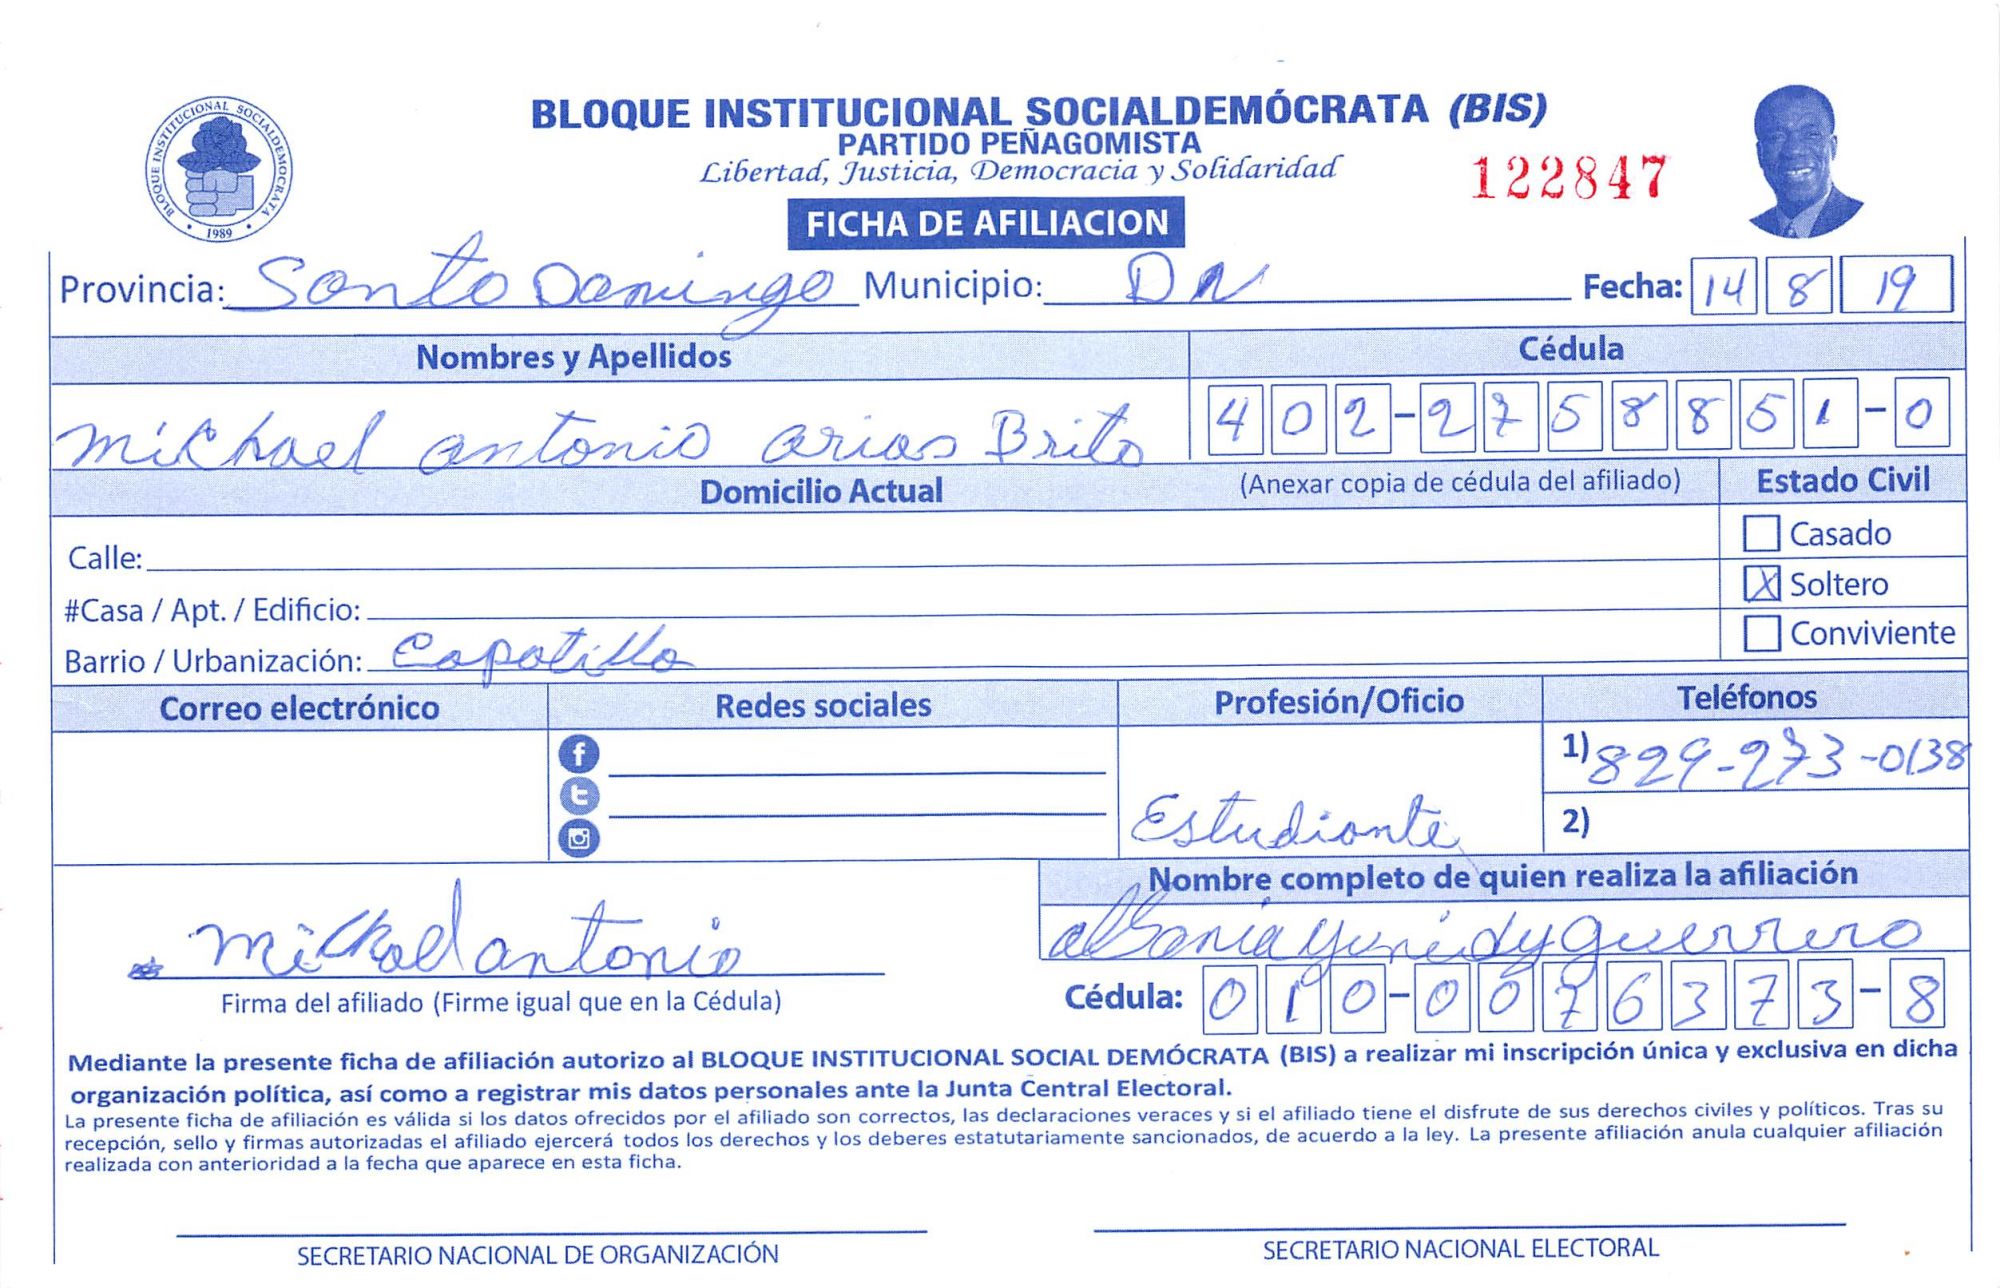 BLOQUE INSTITUCIONAL SOCIALDEMÓCRATA (BIS)
PARTIDO PEÑAGOMISTA
Libertad, Justicia, Democracia y Solidaridad
122847
FICHA DE AFILIACION
BLOQUE INSTITUCIONAL SOCIALDEMOCRATA
1989
Provincia: Santo Domingo Municipio: DN Fecha: 14 8 19
Nombres y Apellidos Cédula
Michael antonio arias Brito 402-2758851-0
Domicilio Actual (Anexar copia de cédula del afiliado) Estado Civil
Casado
Calle:
X Soltero
#Casa / Apt. / Edificio:
Conviviente
Barrio / Urbanización: Capotillo
Correo electrónico Redes sociales Profesión/Oficio Teléfonos
1) 829-273-0138
Estudiante 2)
Nombre completo de quien realiza la afiliación
Michael antonio albania yunidy guerrero
Firma del afiliado (Firme igual que en la Cédula) Cédula: 010-0076373-8
Mediante la presente ficha de afiliación autorizo al BLOQUE INSTITUCIONAL SOCIAL DEMÓCRATA (BIS) a realizar mi inscripción única y exclusiva en dicha
organización política, así como a registrar mis datos personales ante la Junta Central Electoral.
La presente ficha de afiliación es válida si los datos ofrecidos por el afiliado son correctos, las declaraciones veraces y si el afiliado tiene el disfrute de sus derechos civiles y políticos. Tras su
recepción, sello y firmas autorizadas el afiliado ejercerá todos los derechos y los deberes estatutariamente sancionados, de acuerdo a la ley. La presente afiliación anula cualquier afiliación
realizada con anterioridad a la fecha que aparece en esta ficha.
SECRETARIO NACIONAL DE ORGANIZACIÓN SECRETARIO NACIONAL ELECTORAL